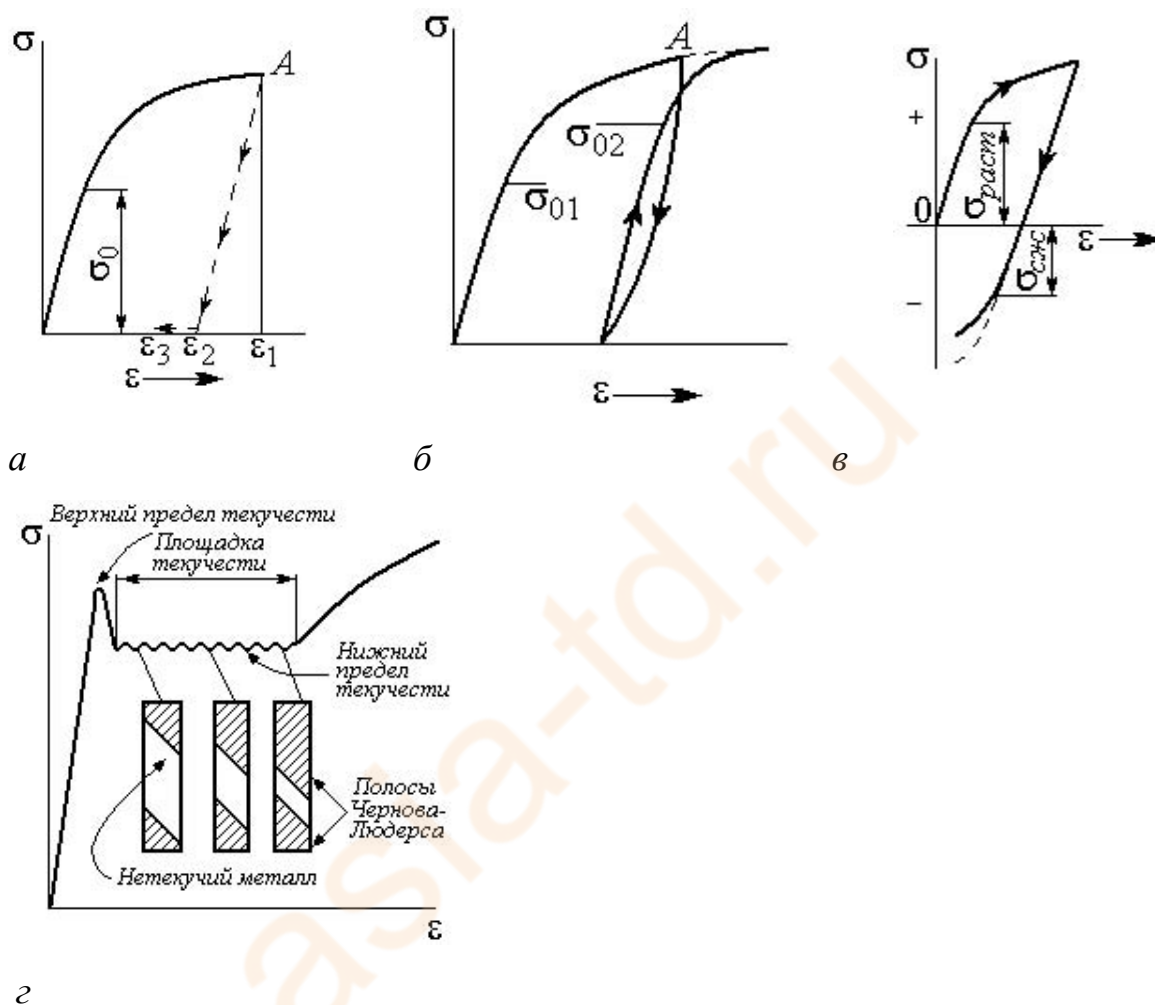 σ
A
σ₀
ε₃ ε₂ ε₁
ε
а
σ
A
σ₀₂
σ₀₁
ε
б
σ
+
σраст
0
σсж
ε
−
в
σ
Верхний предел текучести
Площадка
текучести
Нижний
предел
текучести
Полосы
Чернова-
Людерса
Нетекучий металл
ε
г
asia-td.ru